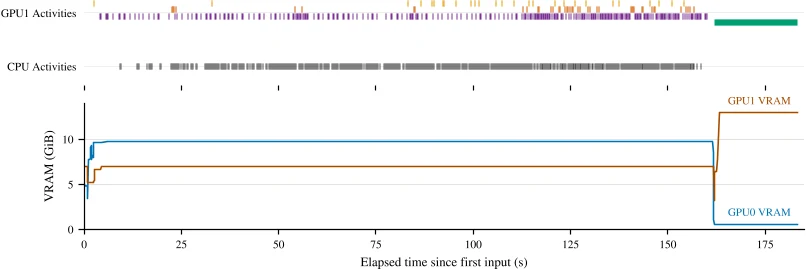 GPU1 Activities
CPU Activities
GPU1 VRAM
10
VRAM (GiB)
5
GPU0 VRAM
0
0 25 50 75 100 125 150 175
Elapsed time since first input (s)